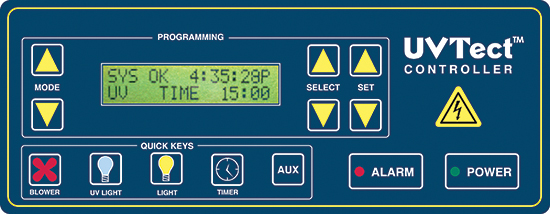 PROGRAMMING
UVTect™
CONTROLLER
MODE
SYS OK 4:35:28P
UV TIME 15:00
SELECT
SET
QUICK KEYS
BLOWER
UV LIGHT
LIGHT
TIMER
AUX
ALARM
POWER